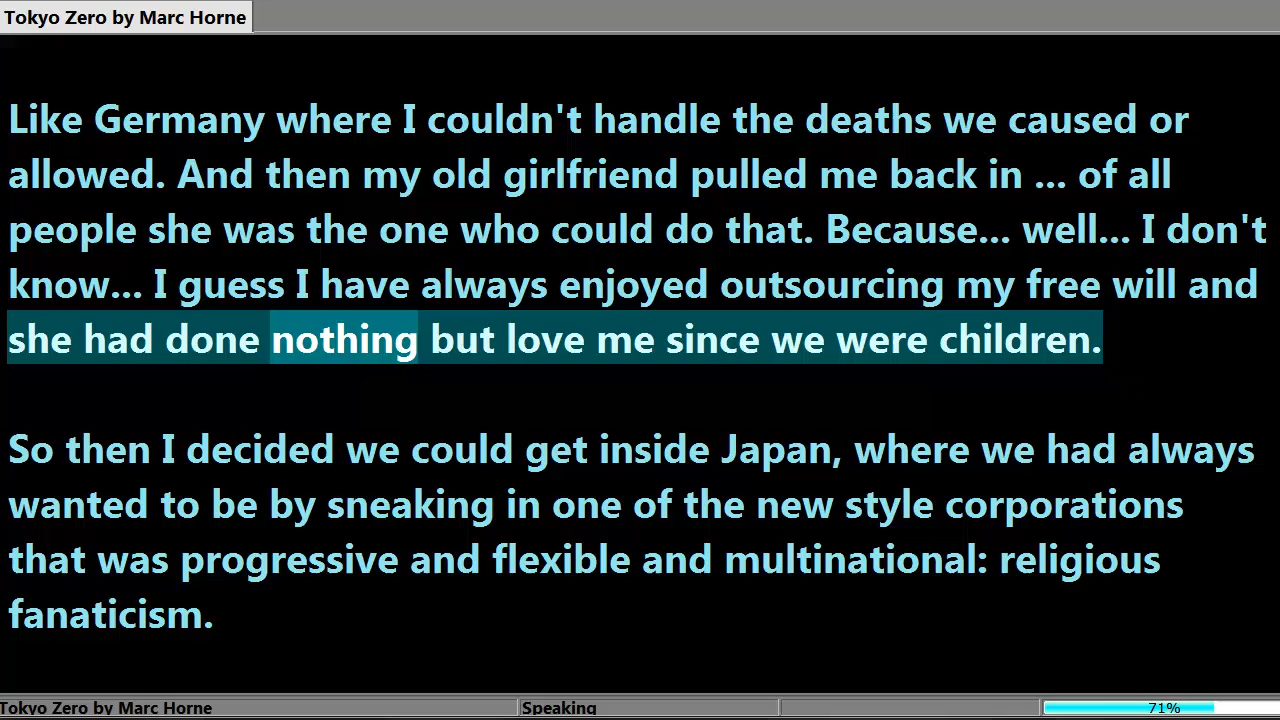 Tokyo Zero by Marc Horne
Like Germany where I couldn't handle the deaths we caused or
allowed. And then my old girlfriend pulled me back in ... of all
people she was the one who could do that. Because... well... I don't
know... I guess I have always enjoyed outsourcing my free will and
she had done nothing but love me since we were children.
So then I decided we could get inside Japan, where we had always
wanted to be by sneaking in one of the new style corporations
that was progressive and flexible and multinational: religious
fanaticism.
Tokyo Zero by Marc Horne
Speaking
71%